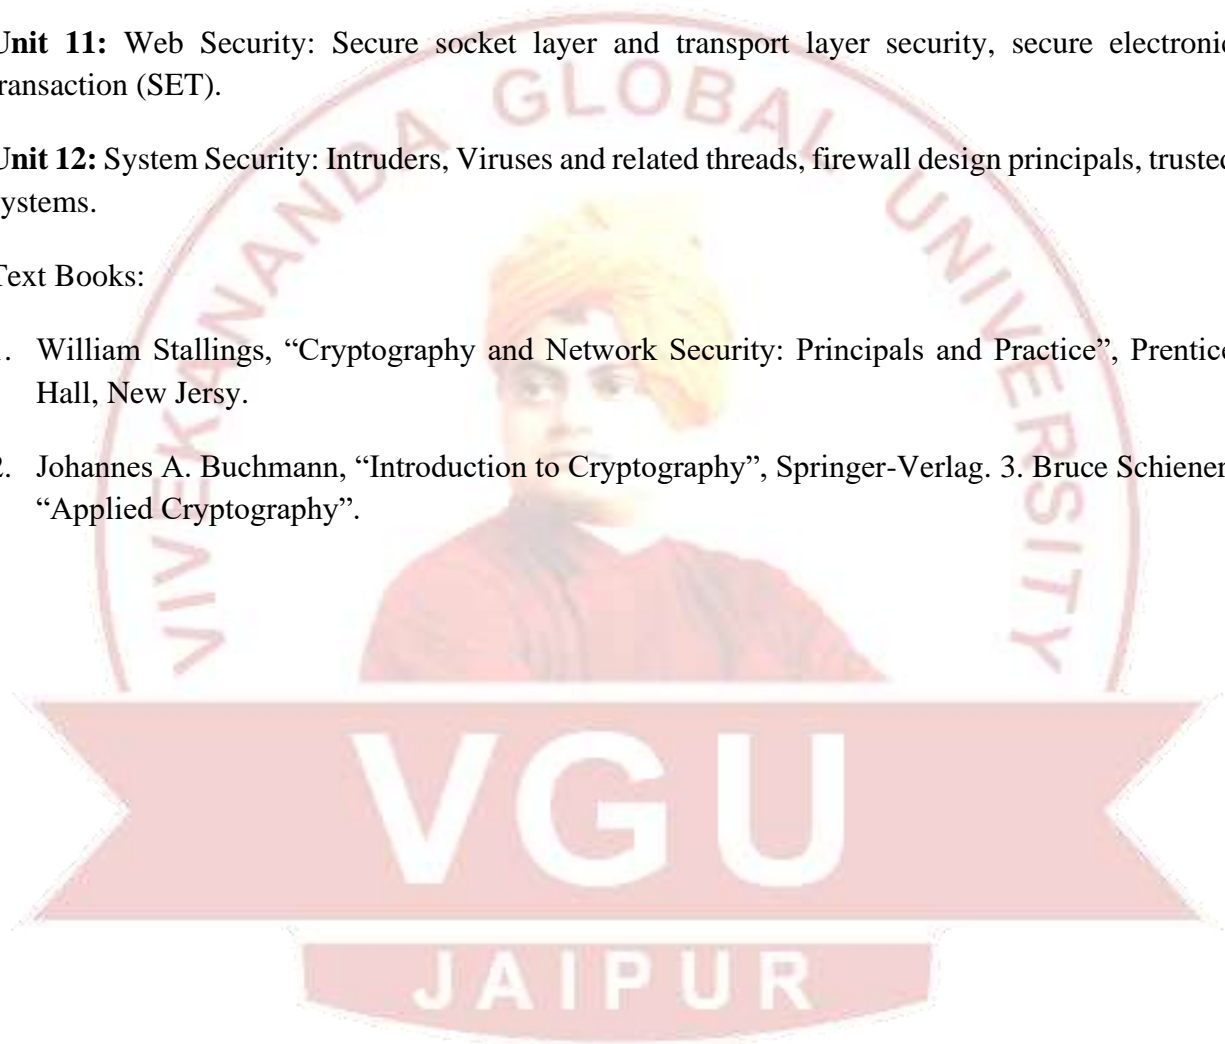 Unit 11: Web Security: Secure socket layer and transport layer security, secure electronic
transaction (SET).
Unit 12: System Security: Intruders, Viruses and related threads, firewall design principals, trusted
systems.
Text Books:
1. William Stallings, “Cryptography and Network Security: Principals and Practice”, Prentice
Hall, New Jersy.
2. Johannes A. Buchmann, “Introduction to Cryptography”, Springer-Verlag. 3. Bruce Schiener
“Applied Cryptography”.
VIVEKANANDA GLOBAL UNIVERSITY
VGU
JAIPUR